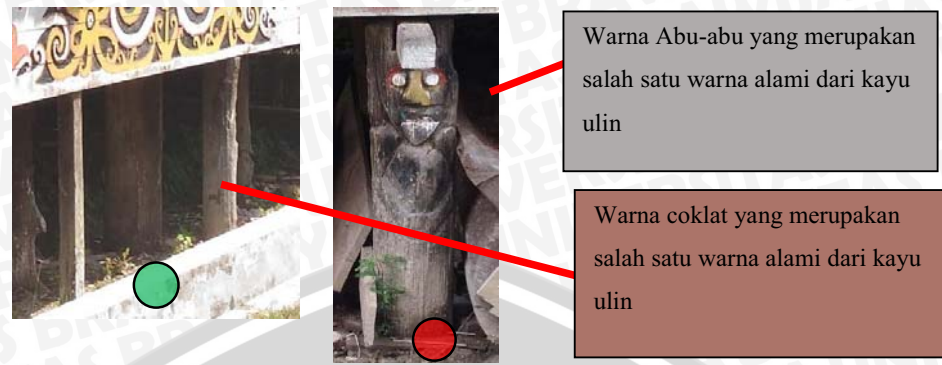 Warna Abu-abu yang merupakan
salah satu warna alami dari kayu
ulin
Warna coklat yang merupakan
salah satu warna alami dari kayu
ulin